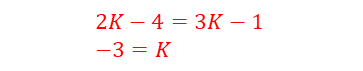 2K − 4 = 3K − 1
−3 = K